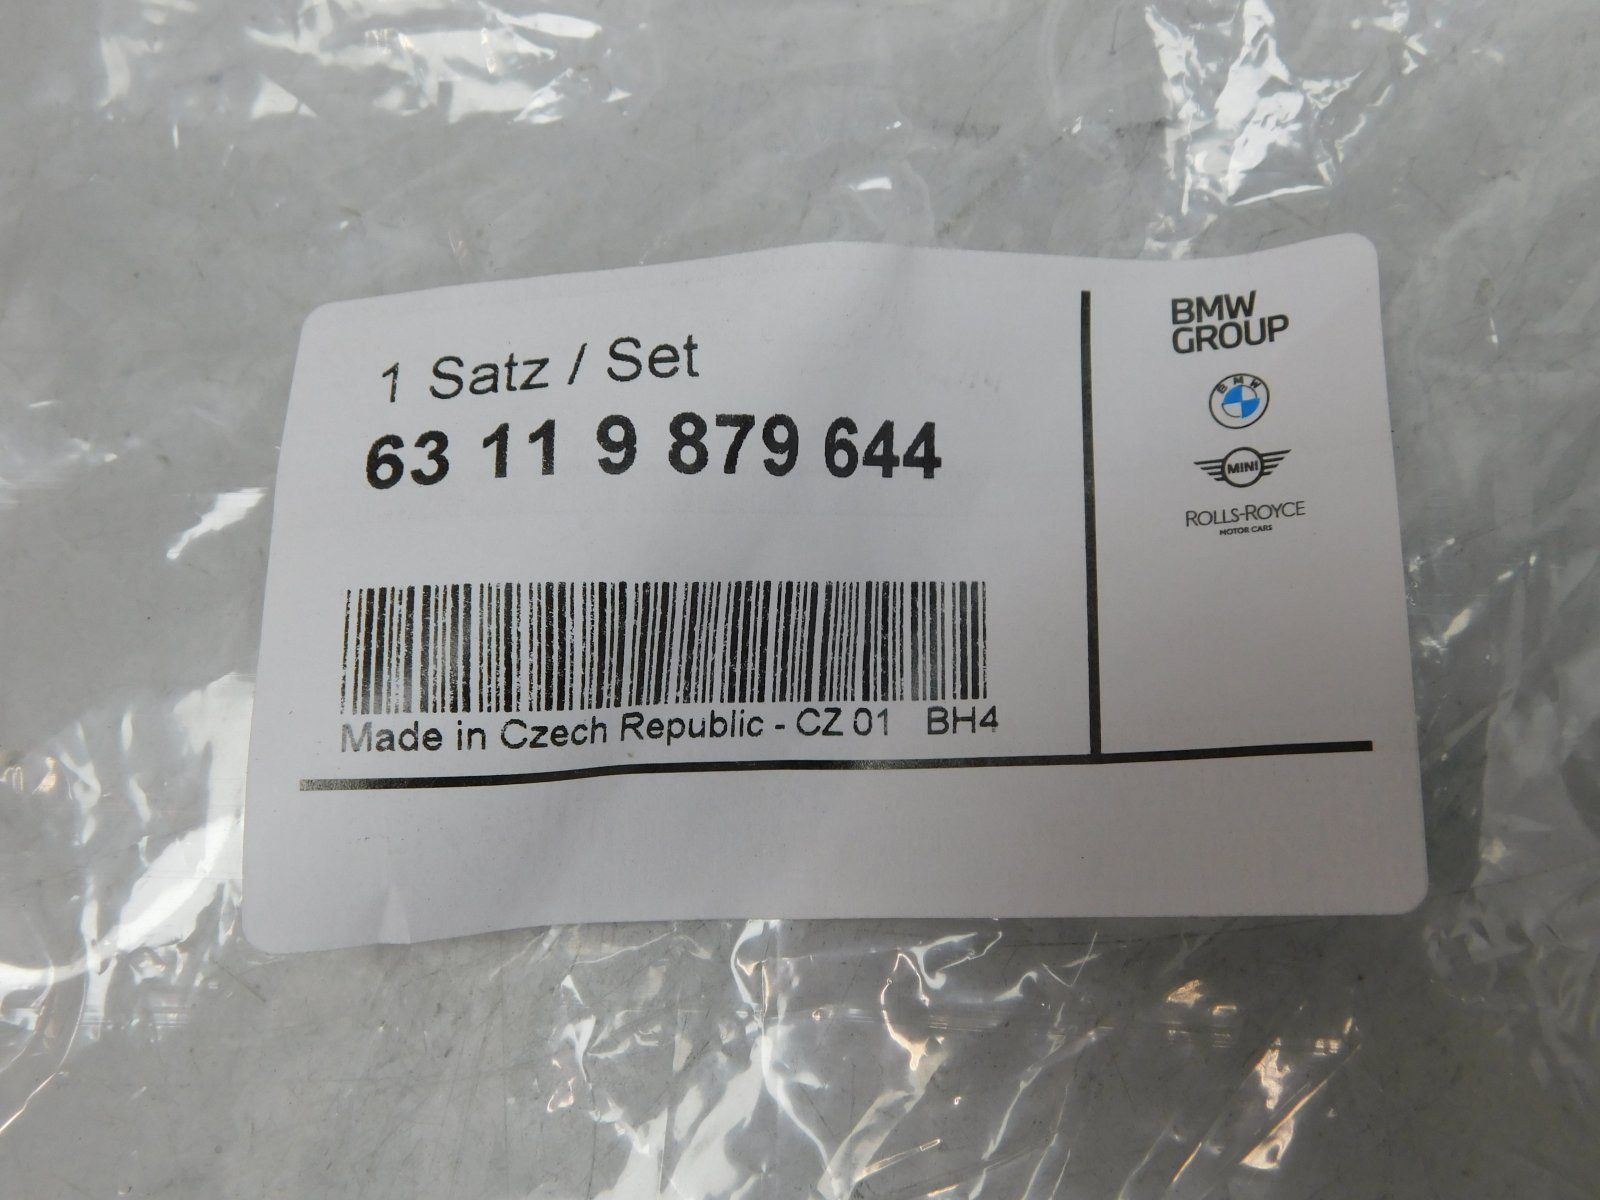 1 Satz / Set
63 11 9 879 644
Made in Czech Republic - CZ 01 BH4
BMW
GROUP
BMW
MINI
ROLLS-ROYCE
MOTOR CARS